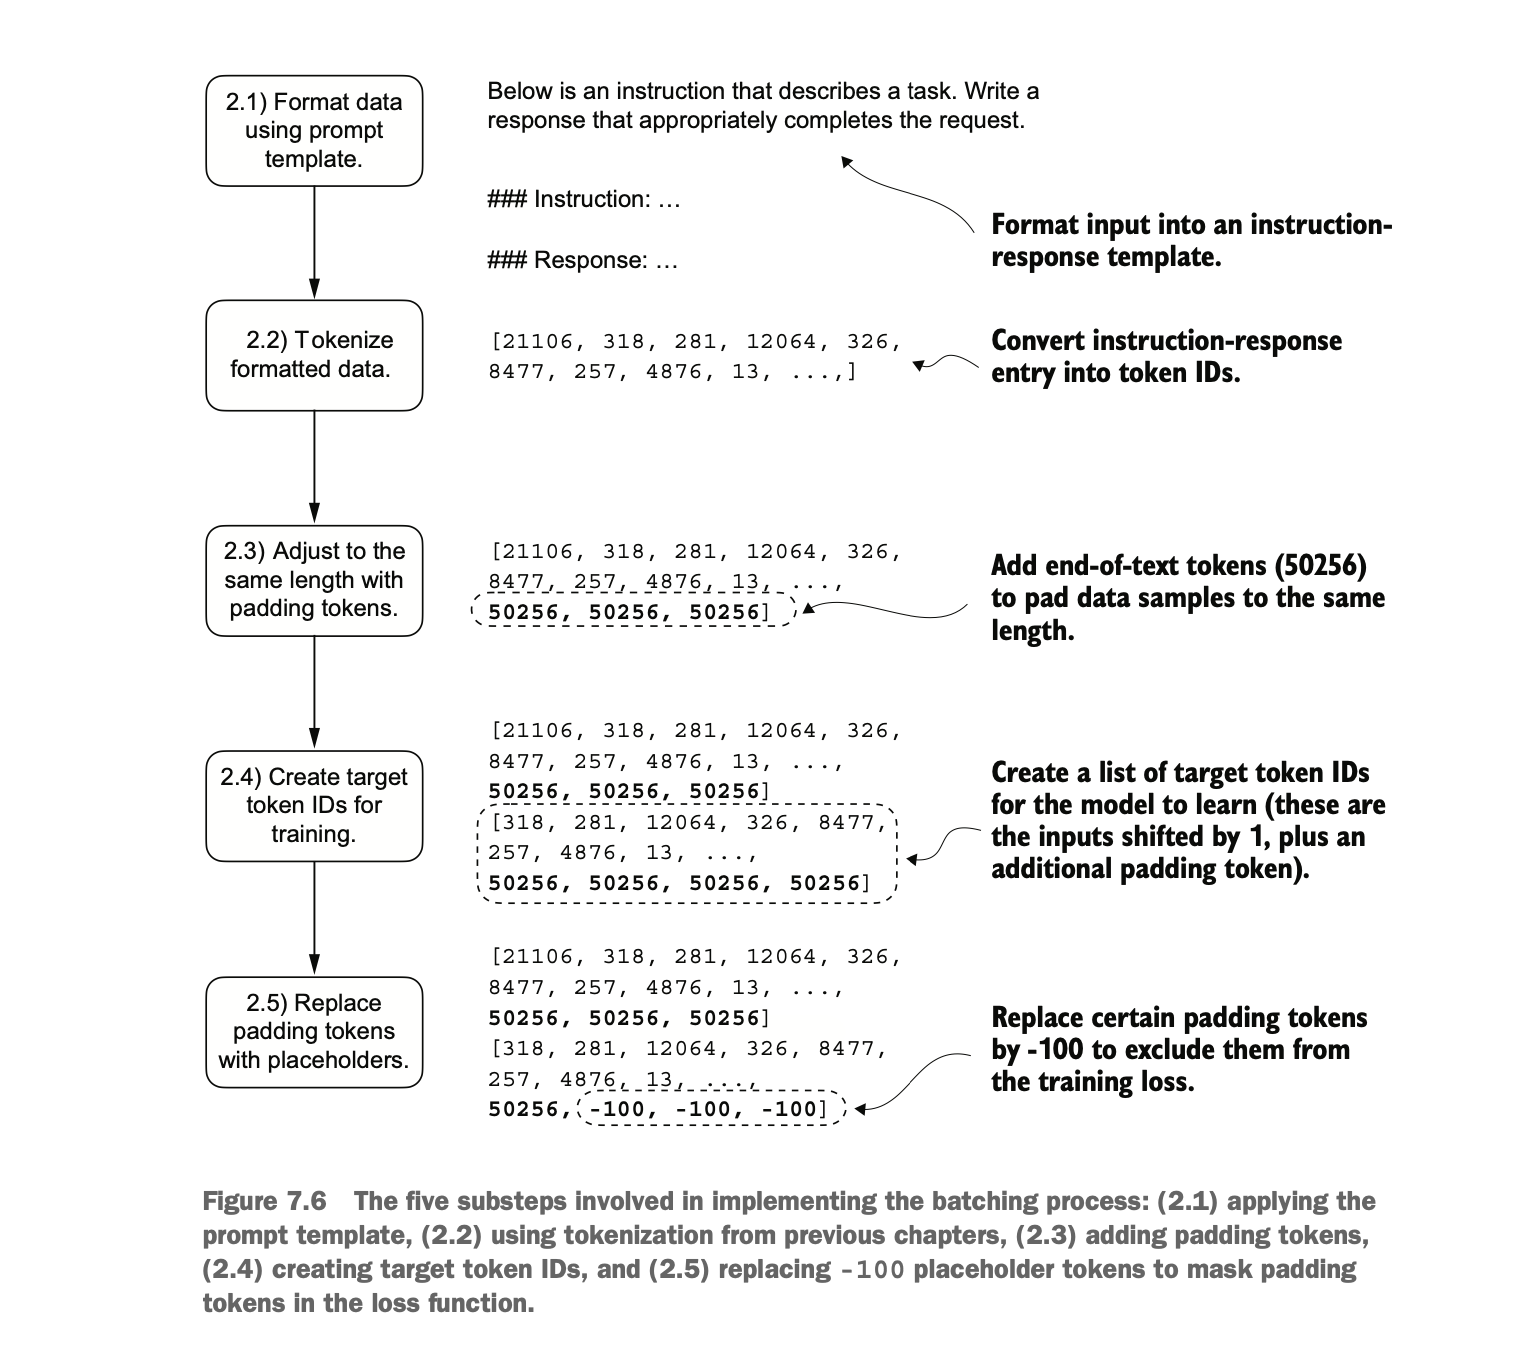 2.1) Format data
using prompt
template.
Below is an instruction that describes a task. Write a
response that appropriately completes the request.
### Instruction: …
### Response: …
Format input into an instruction-
response template.
2.2) Tokenize
formatted data.
[21106, 318, 281, 12064, 326,
8477, 257, 4876, 13, ...,]
Convert instruction-response
entry into token IDs.
2.3) Adjust to the
same length with
padding tokens.
[21106, 318, 281, 12064, 326,
8477, 257, 4876, 13, ...,
50256, 50256, 50256]
Add end-of-text tokens (50256)
to pad data samples to the same
length.
2.4) Create target
token IDs for
training.
[21106, 318, 281, 12064, 326,
8477, 257, 4876, 13, ...,
50256, 50256, 50256]
[318, 281, 12064, 326, 8477,
257, 4876, 13, ...,
50256, 50256, 50256, 50256]
Create a list of target token IDs
for the model to learn (these are
the inputs shifted by 1, plus an
additional padding token).
2.5) Replace
padding tokens
with placeholders.
[21106, 318, 281, 12064, 326,
8477, 257, 4876, 13, ...,
50256, 50256, 50256]
[318, 281, 12064, 326, 8477,
257, 4876, 13, ...,
50256, -100, -100, -100]
Replace certain padding tokens
by -100 to exclude them from
the training loss.
Figure 7.6 The five substeps involved in implementing the batching process: (2.1) applying the
prompt template, (2.2) using tokenization from previous chapters, (2.3) adding padding tokens,
(2.4) creating target token IDs, and (2.5) replacing -100 placeholder tokens to mask padding
tokens in the loss function.